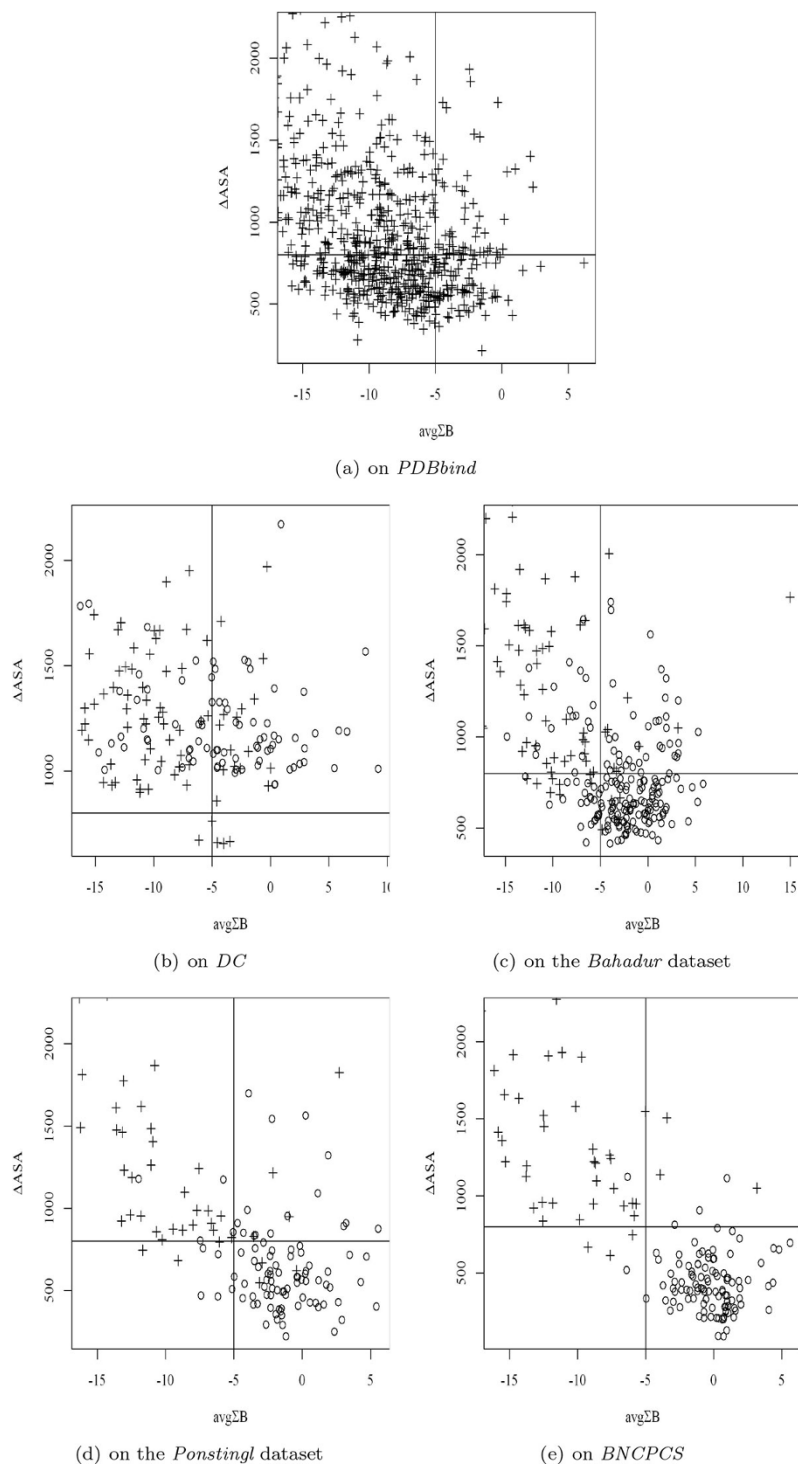 2000
1500
1000
500
ΔASA
-15 -10 -5 0 5
avgΣB
(a) on PDBbind
2000
1500
1000
ΔASA
-15 -10 -5 0 5 10
avgΣB
(b) on DC
2000
1500
1000
500
ΔASA
-15 -10 -5 0 5 10 15
avgΣB
(c) on the Bahadur dataset
2000
1500
1000
500
ΔASA
-15 -10 -5 0 5
avgΣB
(d) on the Ponstingl dataset
2000
1500
1000
500
ΔASA
-15 -10 -5 0 5
avgΣB
(e) on BNCPCS